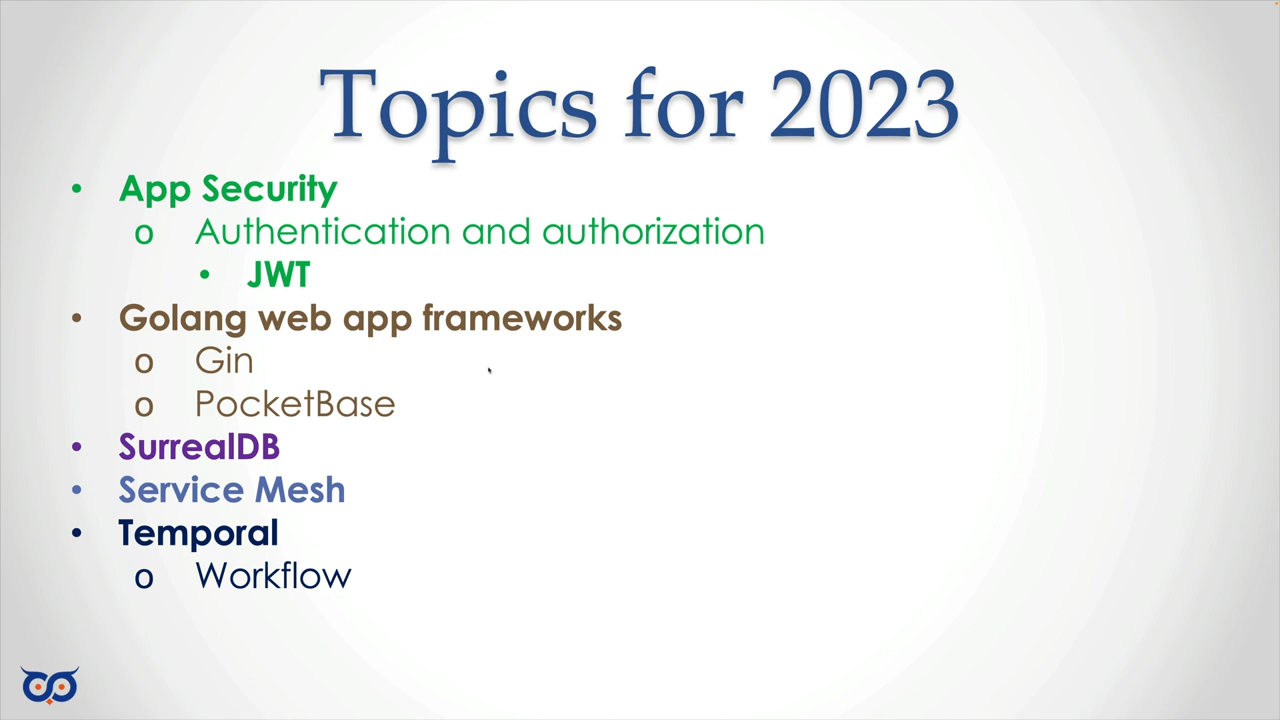 Topics for 2023
• App Security
o Authentication and authorization
• JWT
• Golang web app frameworks
o Gin
o PocketBase
• SurrealDB
• Service Mesh
• Temporal
o Workflow